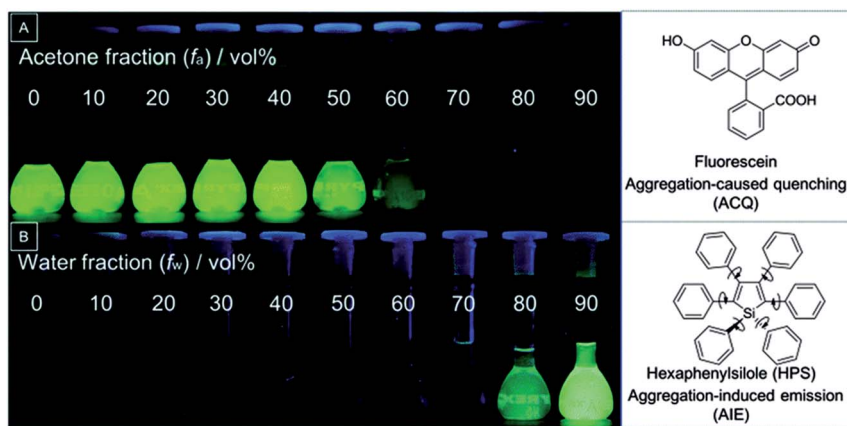 A
Acetone fraction (fa) / vol%
0 10 20 30 40 50 60 70 80 90
HO
O
O
COOH
Fluorescein
Aggregation-caused quenching
(ACQ)
B
Water fraction (fw) / vol%
0 10 20 30 40 50 60 70 80 90
Si
Hexaphenylsilole (HPS)
Aggregation-induced emission
(AIE)